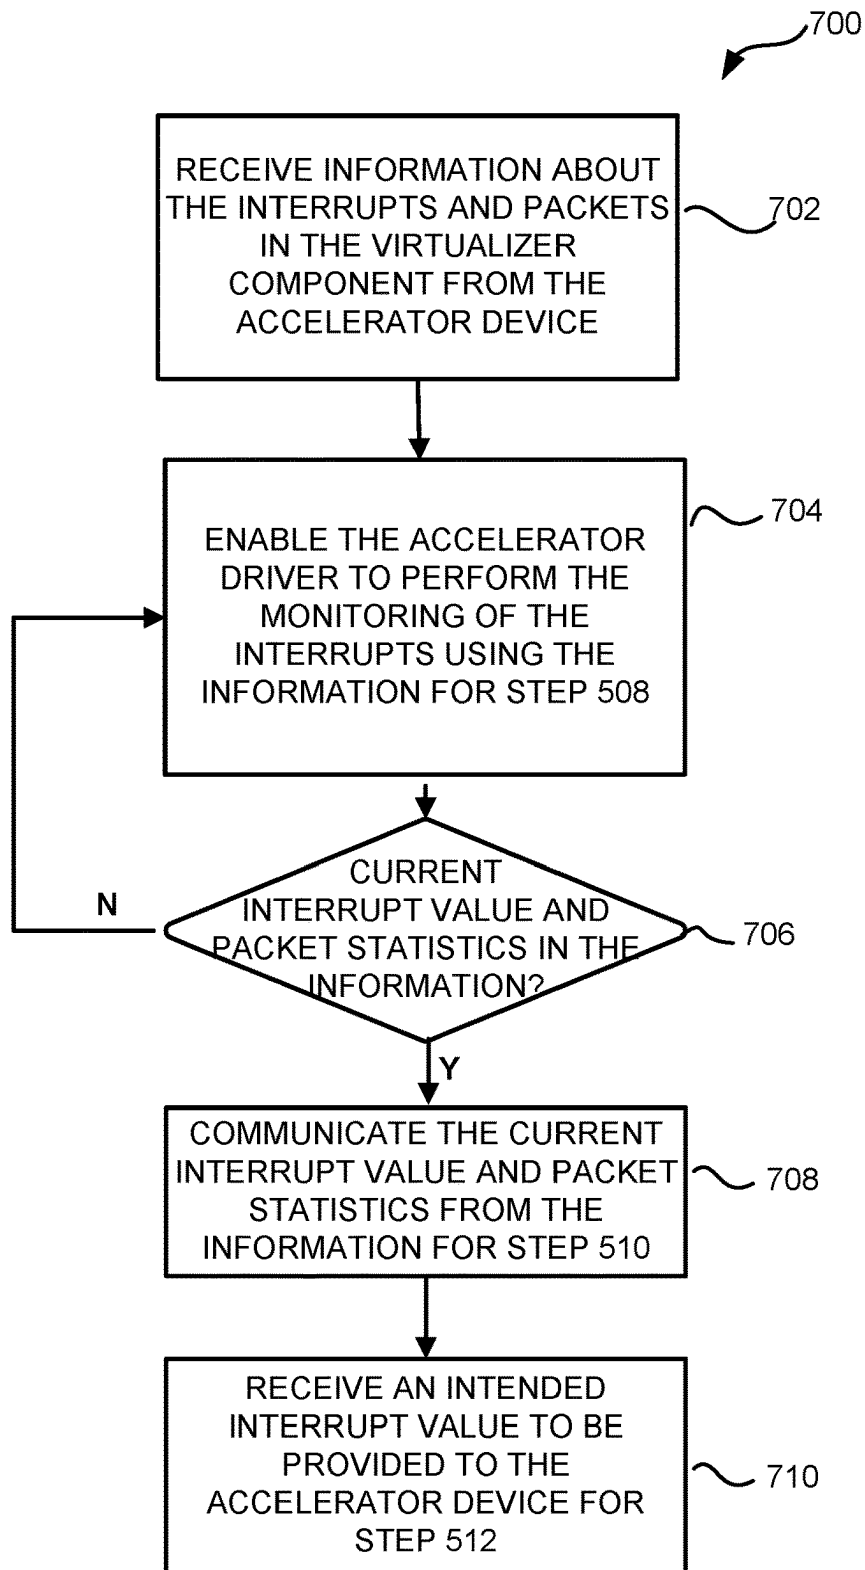 700
RECEIVE INFORMATION ABOUT
THE INTERRUPTS AND PACKETS
IN THE VIRTUALIZER
COMPONENT FROM THE
ACCELERATOR DEVICE
702
ENABLE THE ACCELERATOR
DRIVER TO PERFORM THE
MONITORING OF THE
INTERRUPTS USING THE
INFORMATION FOR STEP 508
704
CURRENT
INTERRUPT VALUE AND
PACKET STATISTICS IN THE
INFORMATION?
706
N
Y
COMMUNICATE THE CURRENT
INTERRUPT VALUE AND PACKET
STATISTICS FROM THE
INFORMATION FOR STEP 510
708
RECEIVE AN INTENDED
INTERRUPT VALUE TO BE
PROVIDED TO THE
ACCELERATOR DEVICE FOR
STEP 512
710